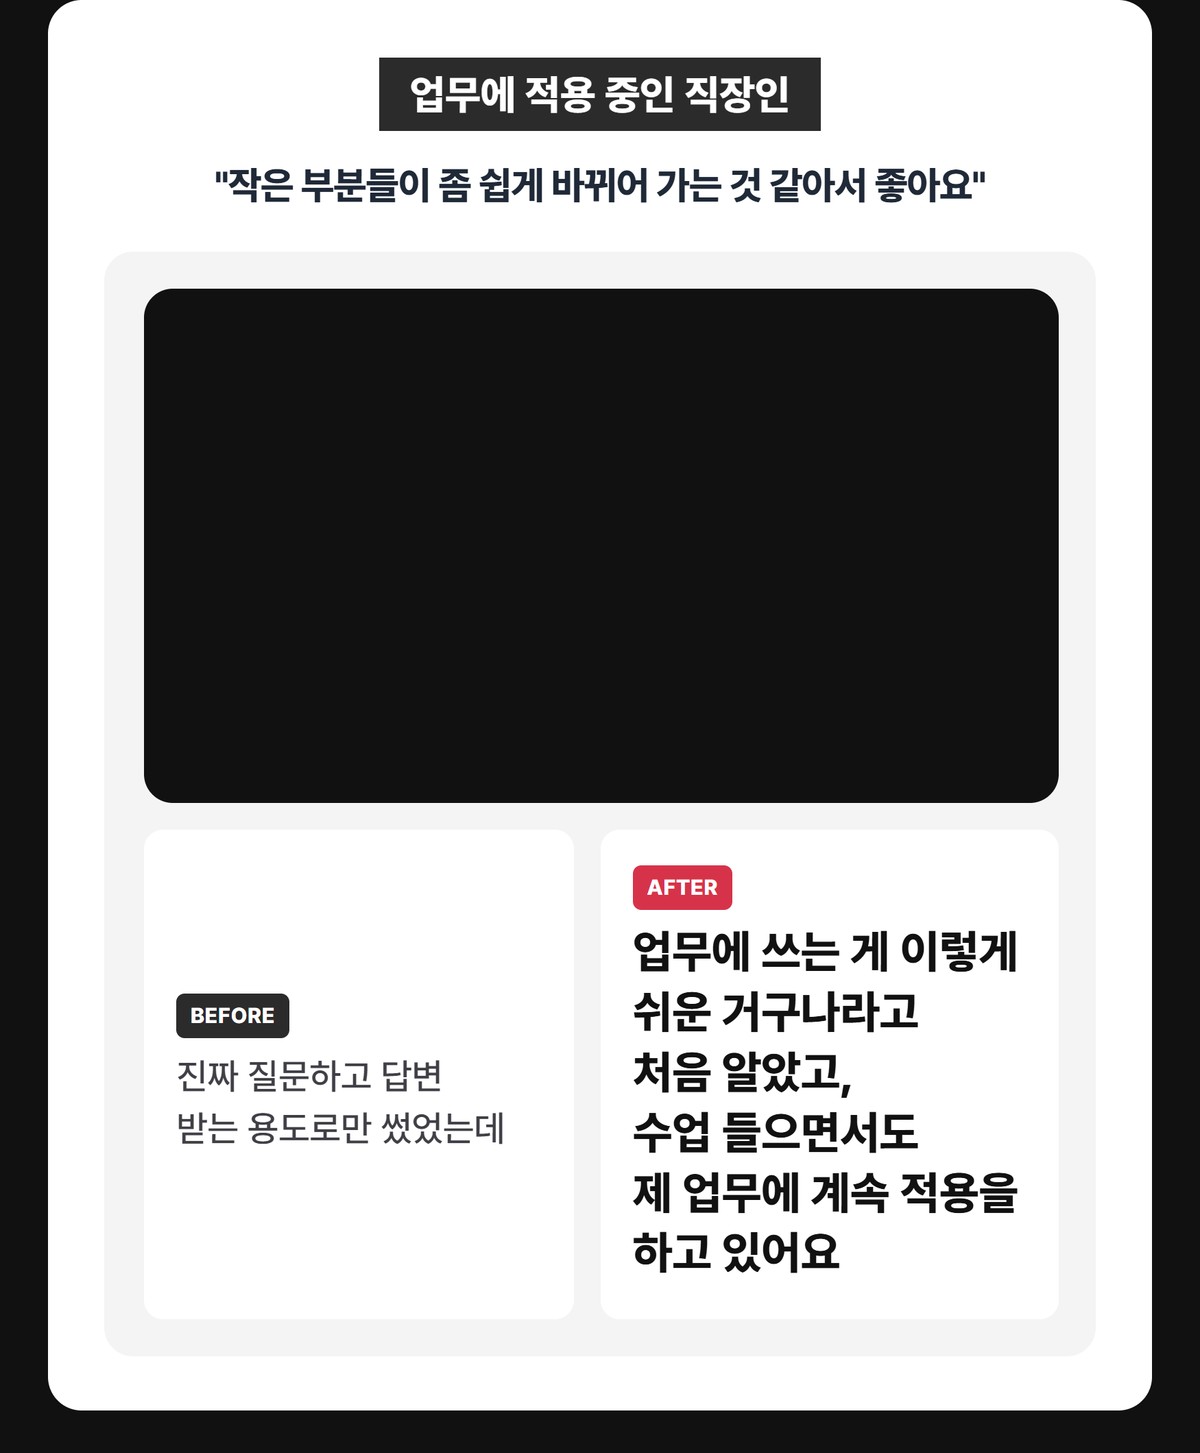 업무에 적용 중인 직장인
"작은 부분들이 좀 쉽게 바뀌어 가는 것 같아서 좋아요"
BEFORE
진짜 질문하고 답변
받는 용도로만 썼었는데
AFTER
업무에 쓰는 게 이렇게
쉬운 거구나라고
처음 알았고,
수업 들으면서도
제 업무에 계속 적용을
하고 있어요